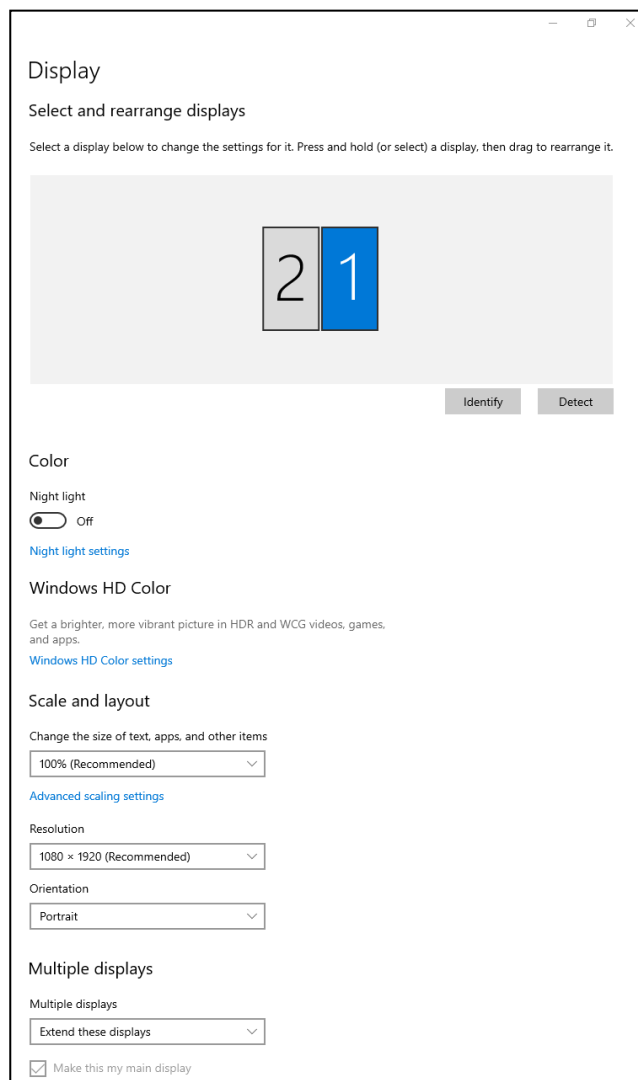 Display
Select and rearrange displays
Select a display below to change the settings for it. Press and hold (or select) a display, then drag to rearrange it.
2 1
Identify Detect
Color
Night light
Off
Night light settings
Windows HD Color
Get a brighter, more vibrant picture in HDR and WCG videos, games,
and apps.
Windows HD Color settings
Scale and layout
Change the size of text, apps, and other items
100% (Recommended)
Advanced scaling settings
Resolution
1080 × 1920 (Recommended)
Orientation
Portrait
Multiple displays
Multiple displays
Extend these displays
Make this my main display